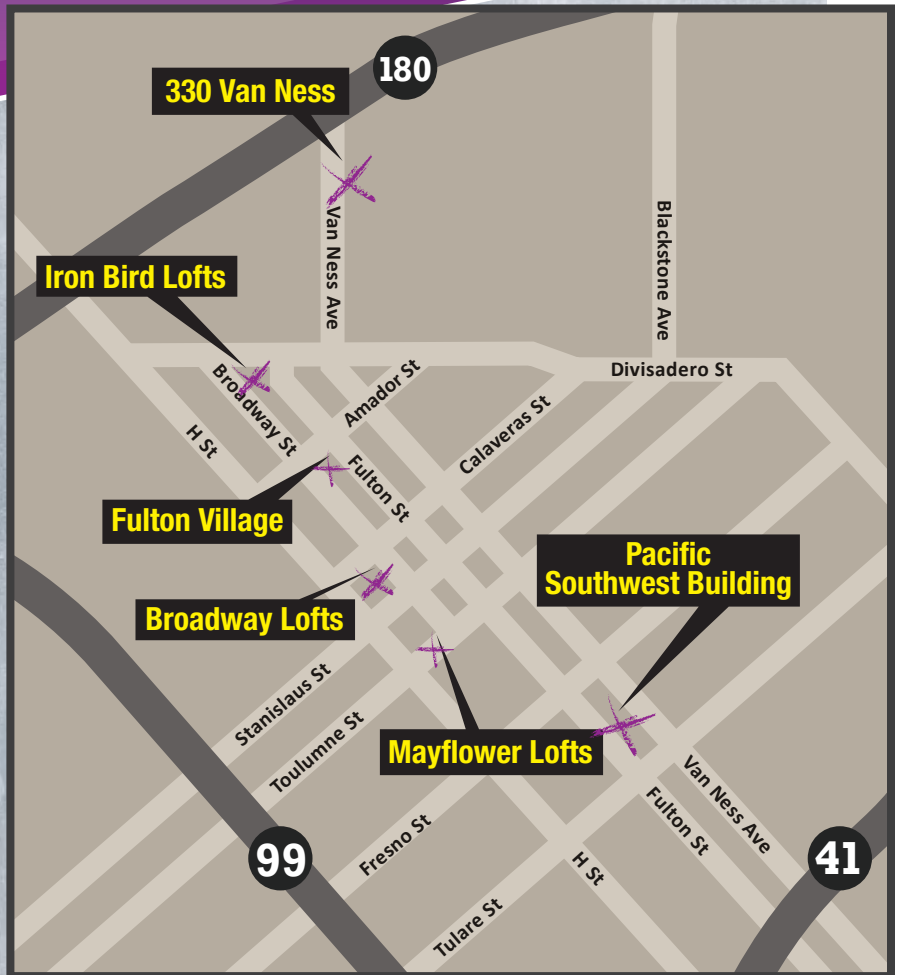 180
330 Van Ness
Van Ness Ave
Blackstone Ave
Iron Bird Lofts
Divisadero St
Broadway St
Amador St
Calaveras St
H St
Fulton St
Fulton Village
Pacific
Southwest Building
Broadway Lofts
Stanislaus St
Toulumne St
Mayflower Lofts
Van Ness Ave
Fulton St
Fresno St
99
41
H St
Tulare St